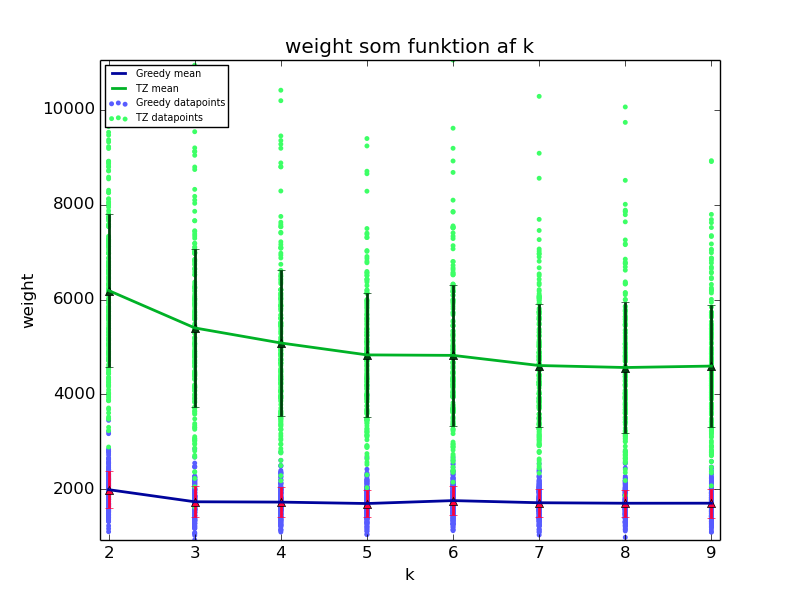 weight som funktion af k
Greedy mean
TZ mean
Greedy datapoints
TZ datapoints
10000
8000
6000
4000
2000
weight
2 3 4 5 6 7 8 9
k